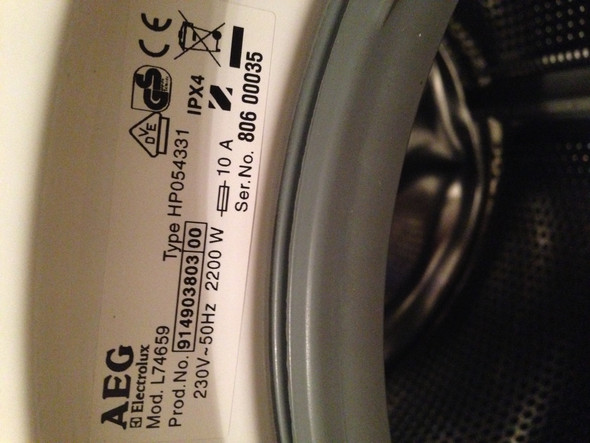 AEG
Electrolux
Mod. L74659
Prod.No. 914903803 00
Type HP054331
230V~50Hz 2200 W 10 A
Ser.No. 806 00035
DVE
GS
IPX4
CE